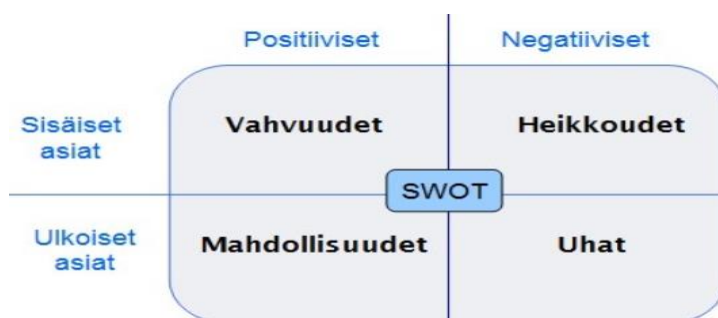 Positiiviset Negatiiviset
Sisäiset
asiat
Vahvuudet Heikkoudet
SWOT
Ulkoiset
asiat
Mahdollisuudet Uhat